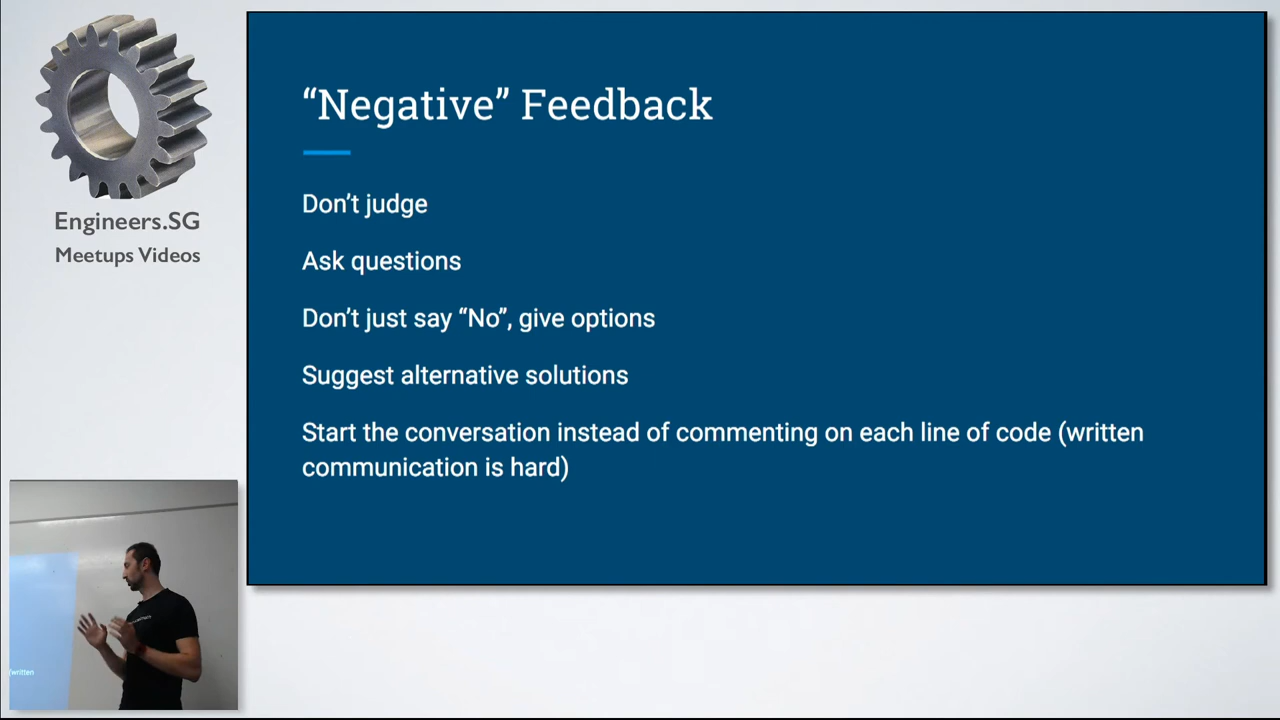 Engineers.SG
Meetups Videos
“Negative” Feedback
Don’t judge
Ask questions
Don’t just say “No”, give options
Suggest alternative solutions
Start the conversation instead of commenting on each line of code (written
communication is hard)
written